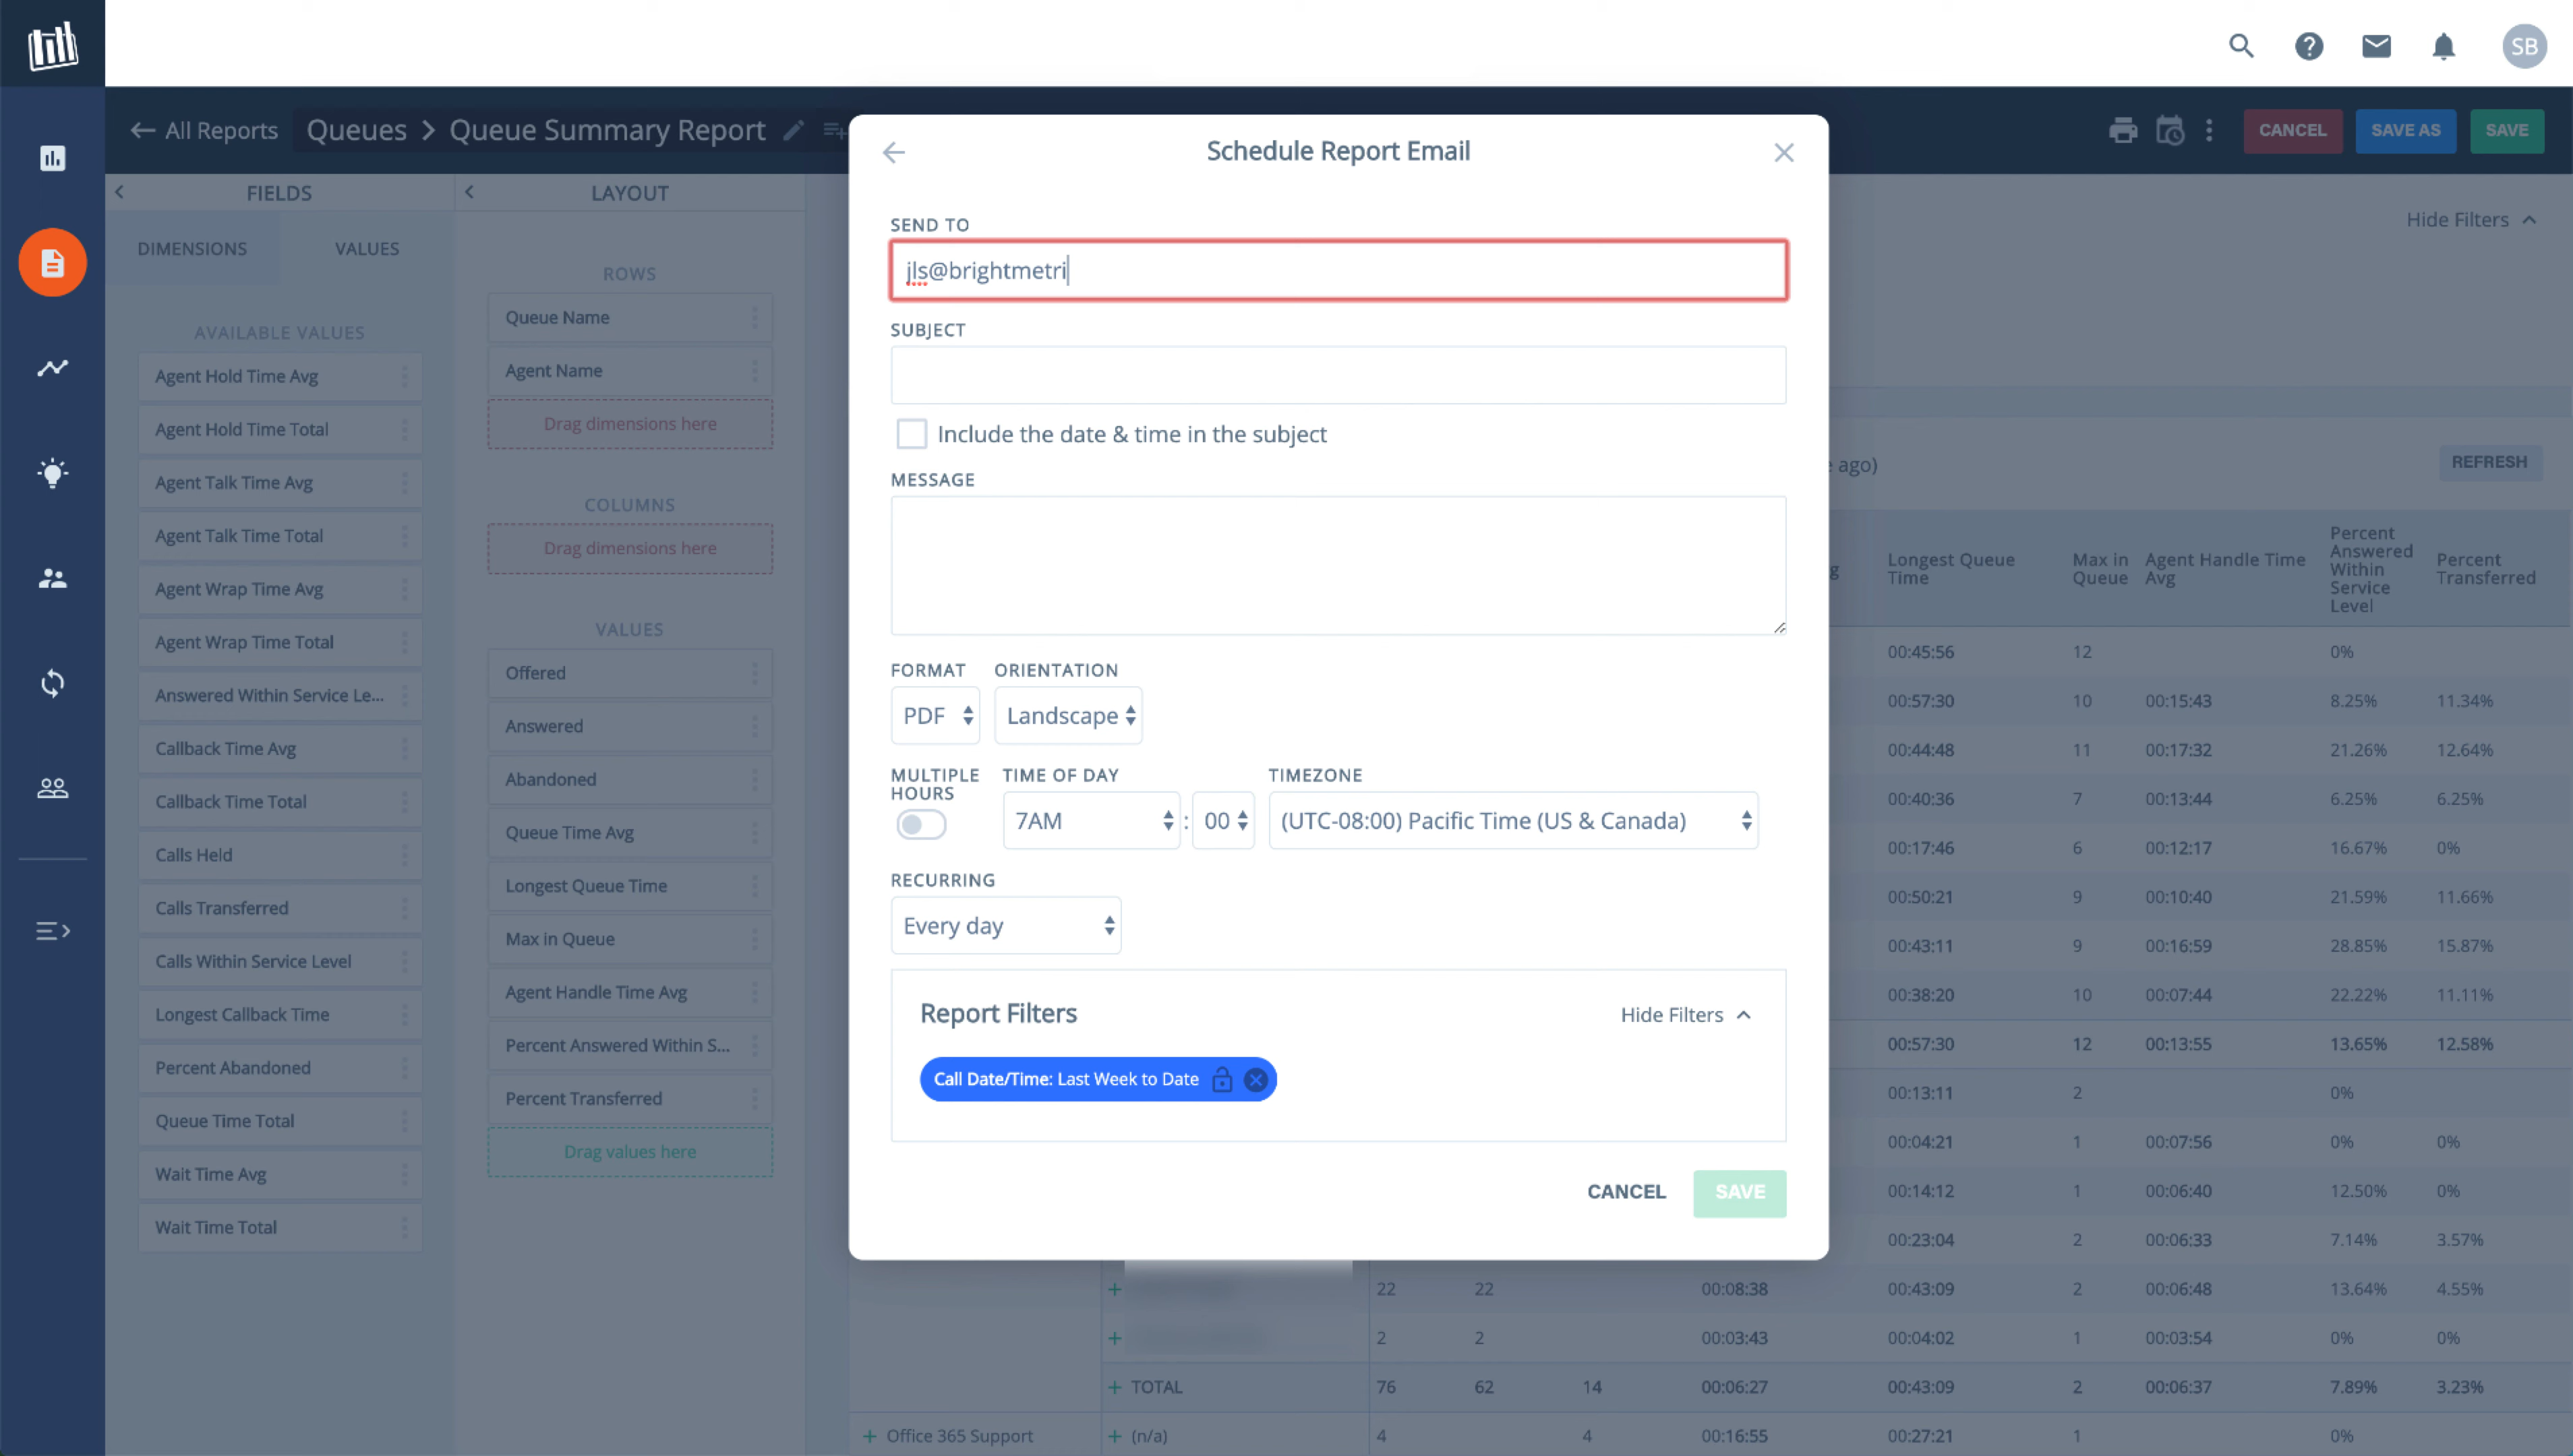 SB
All Reports
Queues > Queue Summary Report
CANCEL
SAVE AS
SAVE
FIELDS
DIMENSIONS
VALUES
AVAILABLE VALUES
Agent Hold Time Avg
Agent Hold Time Total
Agent Talk Time Avg
Agent Talk Time Total
Agent Wrap Time Avg
Agent Wrap Time Total
Answered Within Service Le...
Callback Time Avg
Callback Time Total
Calls Held
Calls Transferred
Calls Within Service Level
Longest Callback Time
Percent Abandoned
Queue Time Total
Wait Time Avg
Wait Time Total
LAYOUT
ROWS
Queue Name
Agent Name
Drag dimensions here
COLUMNS
Drag dimensions here
VALUES
Offered
Answered
Abandoned
Queue Time Avg
Longest Queue Time
Max in Queue
Agent Handle Time Avg
Percent Answered Within S...
Percent Transferred
Drag values here
Schedule Report Email
SEND TO
jls@brightmetri
SUBJECT
Include the date & time in the subject
MESSAGE
FORMAT ORIENTATION
PDF Landscape
MULTIPLE
HOURS
TIME OF DAY
TIMEZONE
7AM : 00 (UTC-08:00) Pacific Time (US & Canada)
RECURRING
Every day
Report Filters
Hide Filters
Call Date/Time: Last Week to Date
CANCEL
SAVE
Hide Filters
ago)
REFRESH
Longest Queue
Time
Max in
Queue
Agent Handle Time
Avg
Percent
Answered
Within
Service
Level
Percent
Transferred
00:45:56 12 0%
00:57:30 10 00:15:43 8.25% 11.34%
00:44:48 11 00:17:32 21.26% 12.64%
00:40:36 7 00:13:44 6.25% 6.25%
00:17:46 6 00:12:17 16.67% 0%
00:50:21 9 00:10:40 21.59% 11.66%
00:43:11 9 00:16:59 28.85% 15.87%
00:38:20 10 00:07:44 22.22% 11.11%
00:57:30 12 00:13:55 13.65% 12.58%
00:13:11 2 0%
00:04:21 1 00:07:56 0% 0%
00:14:12 1 00:06:40 12.50% 0%
00:23:04 2 00:06:33 7.14% 3.57%
+ 22 22 00:08:38 00:43:09 2 00:06:48 13.64% 4.55%
+ 2 2 00:03:43 00:04:02 1 00:03:54 0% 0%
+ TOTAL 76 62 14 00:06:27 00:43:09 2 00:06:37 7.89% 3.23%
+ Office 365 Support + (n/a) 4 4 00:16:55 00:27:21 1 0%